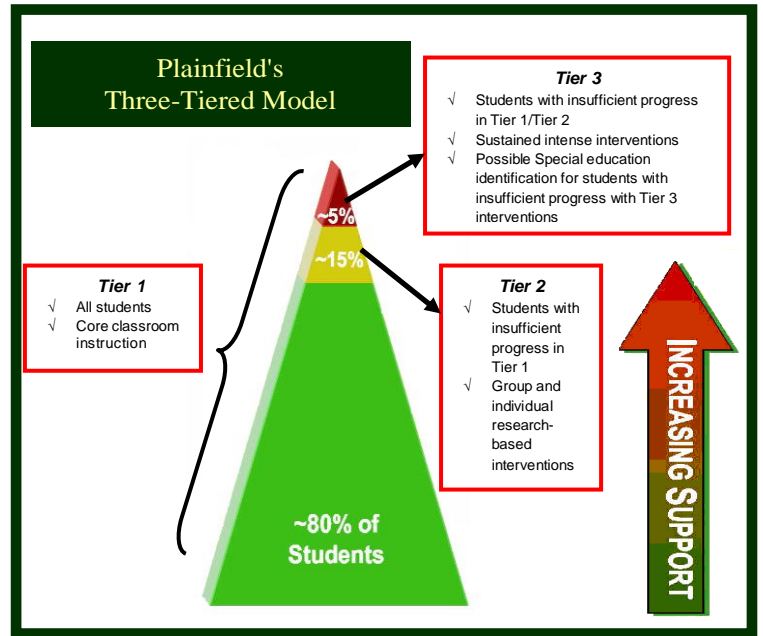 Plainfield's
Three-Tiered Model
Tier 3
√ Students with insufficient progress
in Tier 1/Tier 2
√ Sustained intense interventions
√ Possible Special education
identification for students with
insufficient progress with Tier 3
interventions
~5%
~15%
Tier 1
√ All students
√ Core classroom
instruction
Tier 2
√ Students with
insufficient
progress in
Tier 1
√ Group and
individual
research-
based
interventions
~80% of
Students
INCREASING SUPPORT